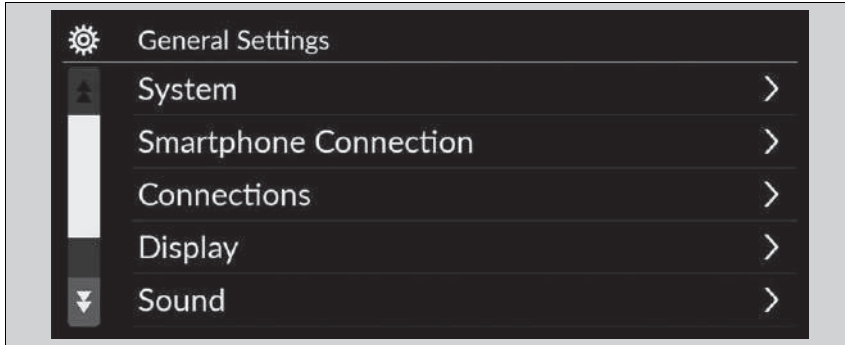 General Settings
System
Smartphone Connection
Connections
Display
Sound